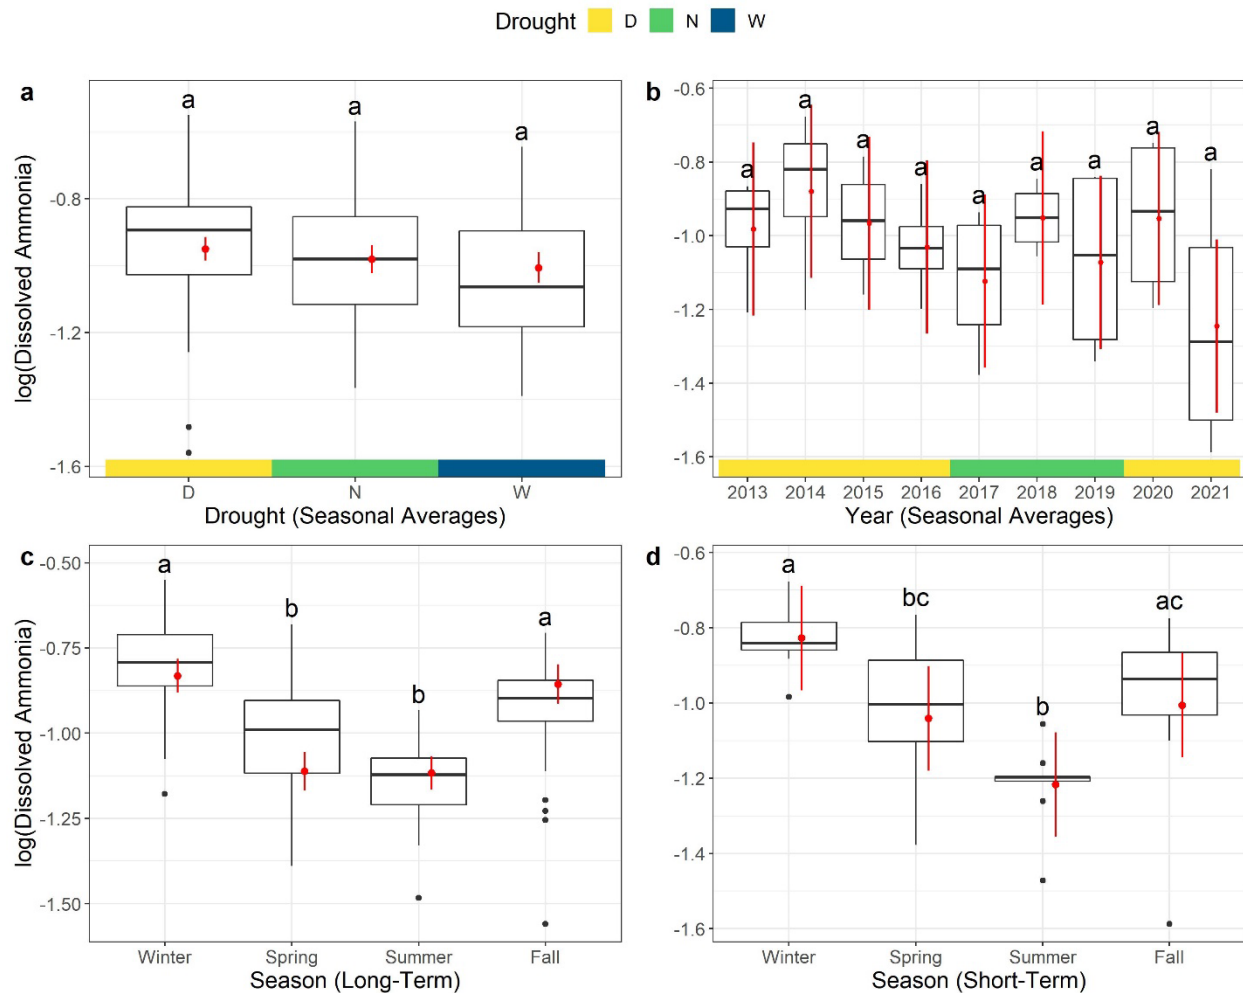 Drought D N W
a
a
a
a
log(Dissolved Ammonia)
-0.8
-1.2
-1.6
D N W
Drought (Seasonal Averages)
b
a
a
a
a
a
a
a
a
a
-0.6
-0.8
-1.0
-1.2
-1.4
-1.6
2013 2014 2015 2016 2017 2018 2019 2020 2021
Year (Seasonal Averages)
c
a
b
b
a
log(Dissolved Ammonia)
-0.50
-0.75
-1.00
-1.25
-1.50
Winter Spring Summer Fall
Season (Long-Term)
d
a
bc
b
ac
-0.6
-0.8
-1.0
-1.2
-1.4
-1.6
Winter Spring Summer Fall
Season (Short-Term)